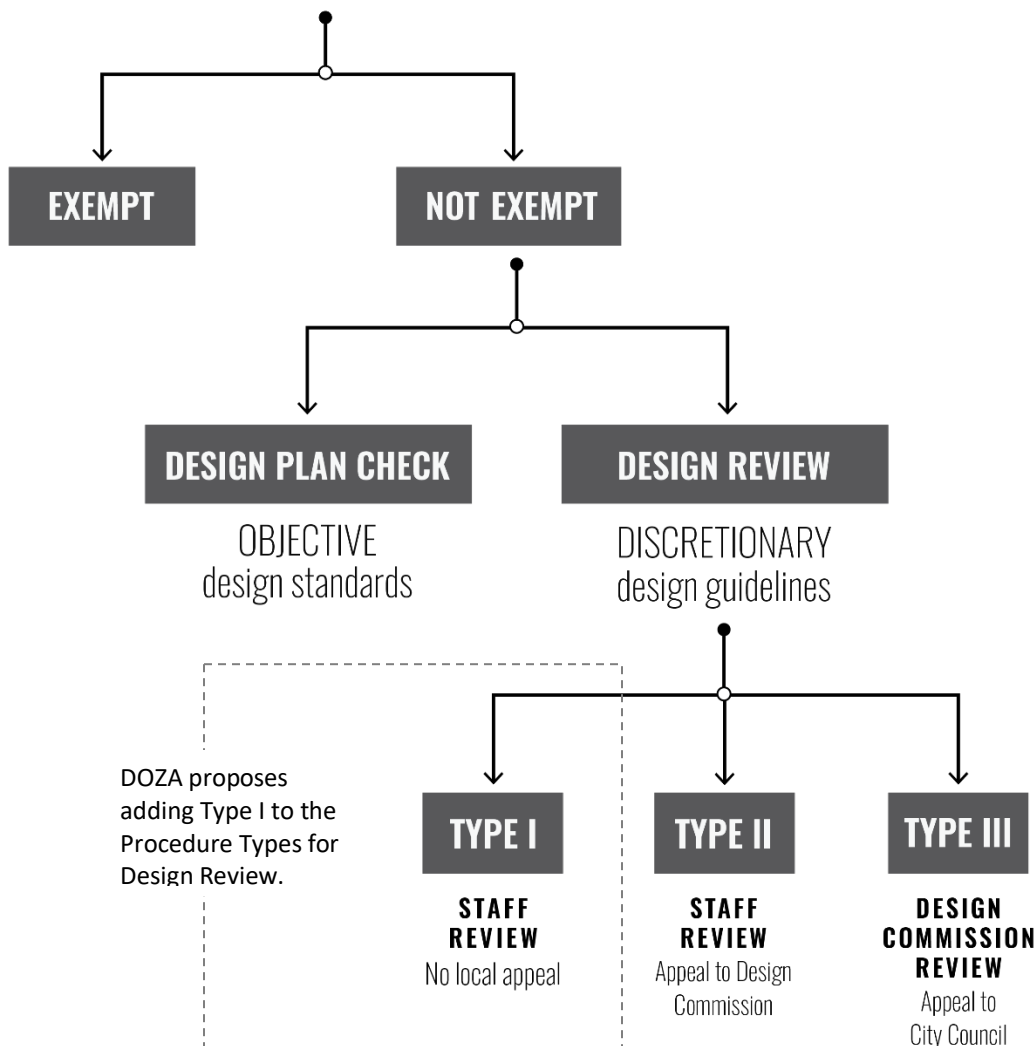 EXEMPT
NOT EXEMPT
DESIGN PLAN CHECK
OBJECTIVE
design standards
DESIGN REVIEW
DISCRETIONARY
design guidelines
DOZA proposes
adding Type I to the
Procedure Types for
Design Review.
TYPE I
STAFF
REVIEW
No local appeal
TYPE II
STAFF
REVIEW
Appeal to Design
Commission
TYPE III
DESIGN
COMMISSION
REVIEW
Appeal to
City Council